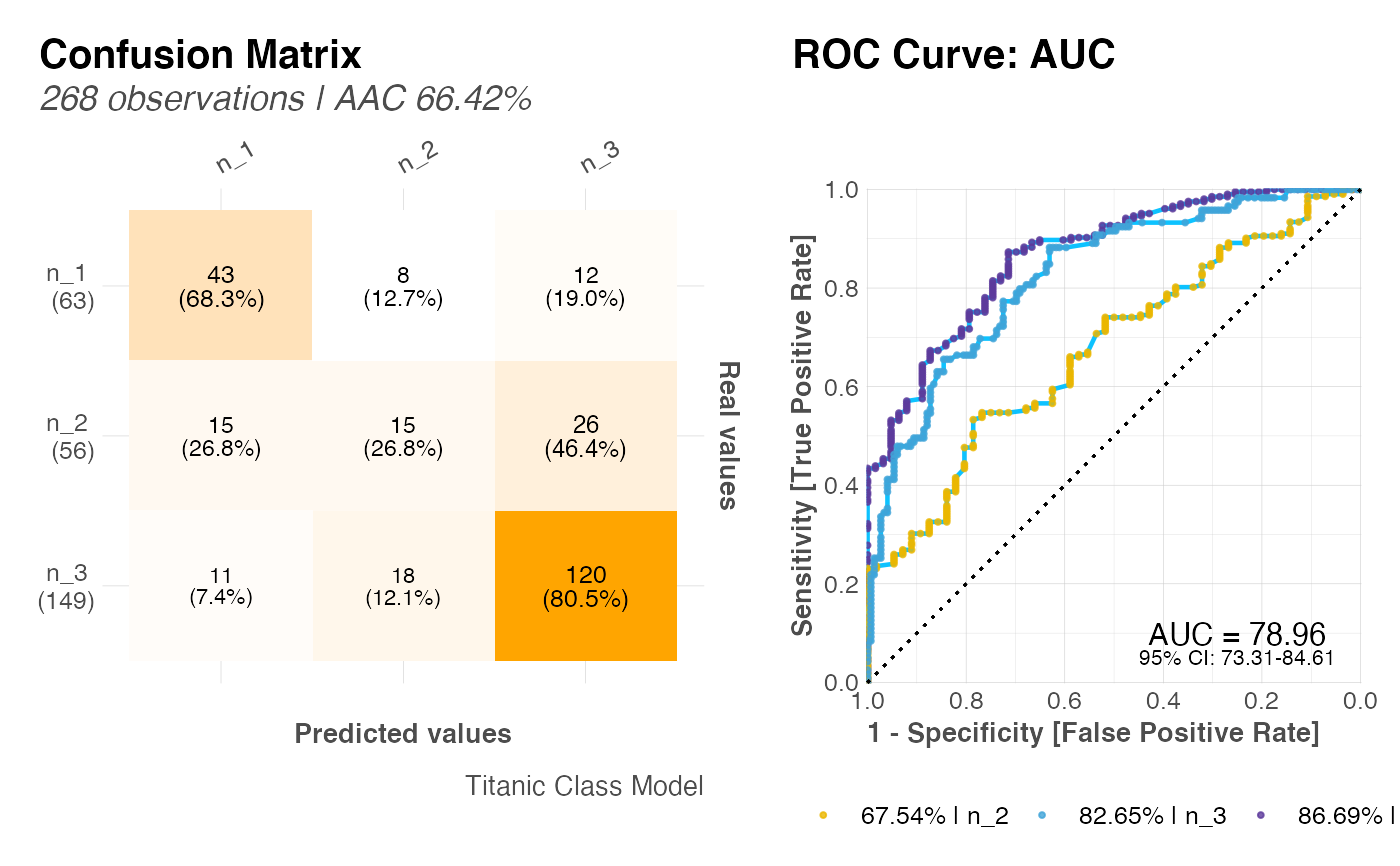 Confusion Matrix
268 observations | AAC 66.42%
n_1
n_2
n_3
n_1
(63)
43
(68.3%)
8
(12.7%)
12
(19.0%)
n_2
(56)
15
(26.8%)
15
(26.8%)
26
(46.4%)
n_3
(149)
11
(7.4%)
18
(12.1%)
120
(80.5%)
Real values
Predicted values
Titanic Class Model
ROC Curve: AUC
Sensitivity [True Positive Rate]
1.0
0.8
0.6
0.4
0.2
0.0
AUC = 78.96
95% CI: 73.31-84.61
1.0
0.8
0.6
0.4
0.2
0.0
1 - Specificity [False Positive Rate]
67.54% | n_2
82.65% | n_3
86.69% |